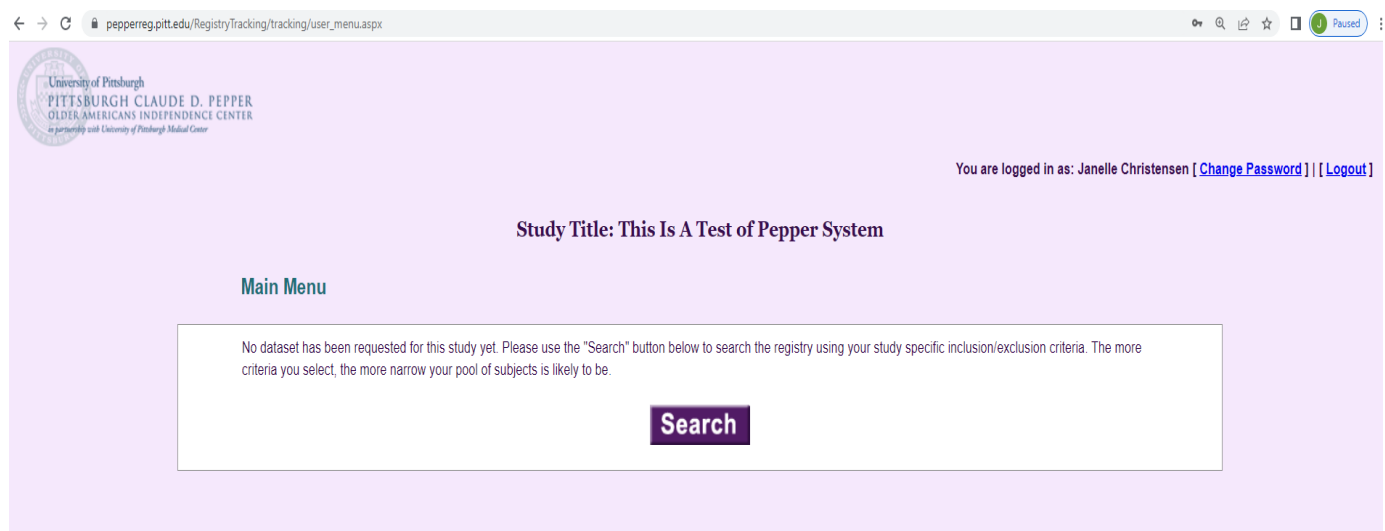 pepperreg.pitt.edu/RegistryTracking/tracking/user_menu.aspx
J Paused
University of Pittsburgh
PITTSBURGH CLAUDE D. PEPPER
OLDER AMERICANS INDEPENDENCE CENTER
in partnership with University of Pittsburgh Medical Center
You are logged in as: Janelle Christensen [ Change Password ] | [ Logout ]
Study Title: This Is A Test of Pepper System
Main Menu
No dataset has been requested for this study yet. Please use the "Search" button below to search the registry using your study specific inclusion/exclusion criteria. The more
criteria you select, the more narrow your pool of subjects is likely to be.
Search